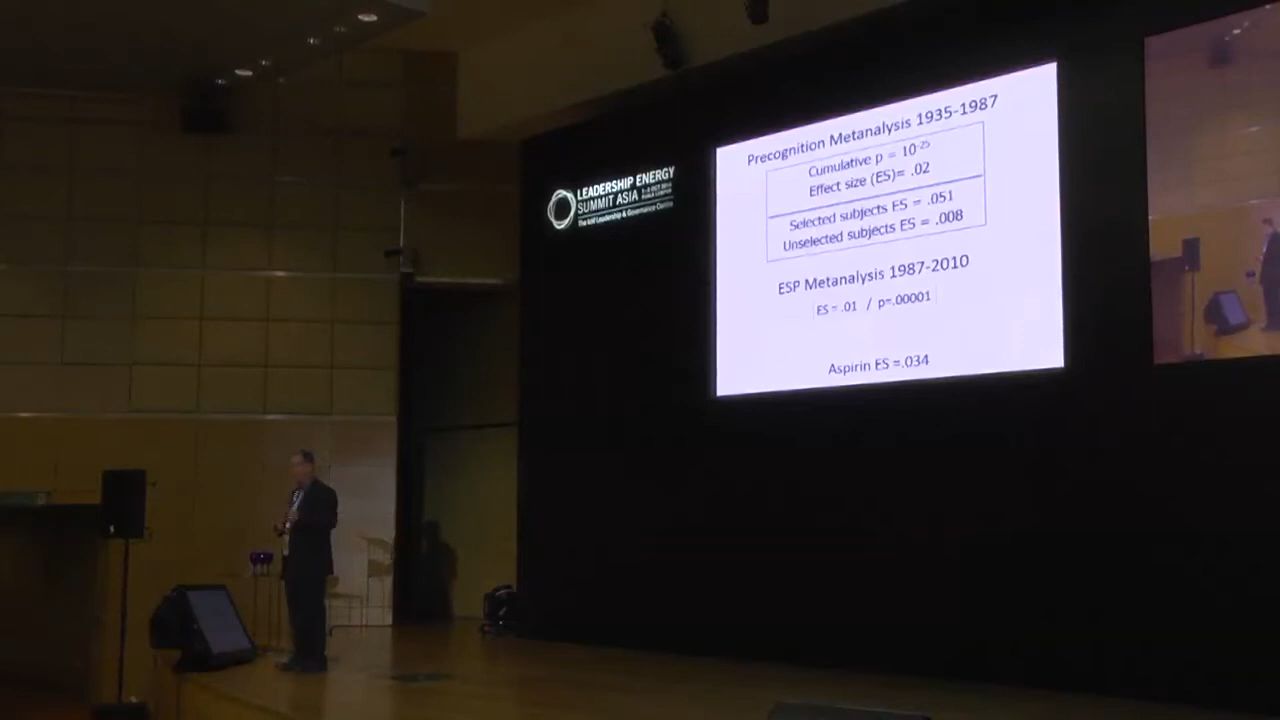 LEADERSHIP ENERGY
SUMMIT ASIA
The Iclif Leadership & Governance Centre
Precognition Metanalysis 1935-1987
Cumulative p = 10-25
Effect size (ES)= .02
Selected subjects ES = .051
Unselected subjects ES = .008
ESP Metanalysis 1987-2010
ES = .01 / p=.00001
Aspirin ES =.034